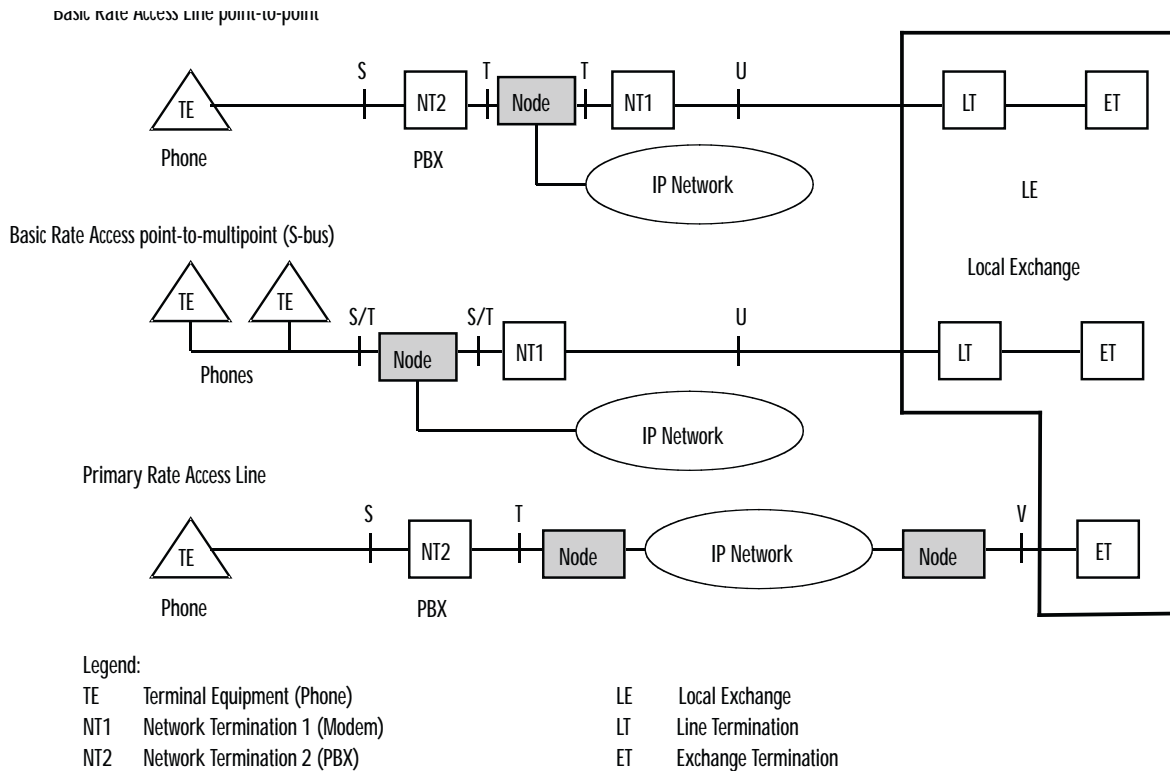 Basic Rate Access Line point-to-point
S T T U
TE NT2 Node NT1 LT ET
Phone PBX
IP Network
LE
Basic Rate Access point-to-multipoint (S-bus)
Local Exchange
TE TE
S/T S/T U
Node NT1 LT ET
Phones
IP Network
Primary Rate Access Line
S T V
TE NT2 Node IP Network Node ET
Phone PBX
Legend:
TE Terminal Equipment (Phone) LE Local Exchange
NT1 Network Termination 1 (Modem) LT Line Termination
NT2 Network Termination 2 (PBX) ET Exchange Termination